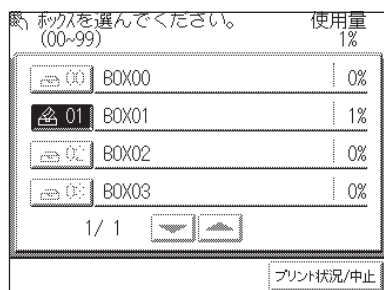 ボックスを選んでください。 使用量
(00~99) 1%
00 BOX00 0%
01 BOX01 1%
02 BOX02 0%
03 BOX03 0%
1/ 1
プリント状況/中止